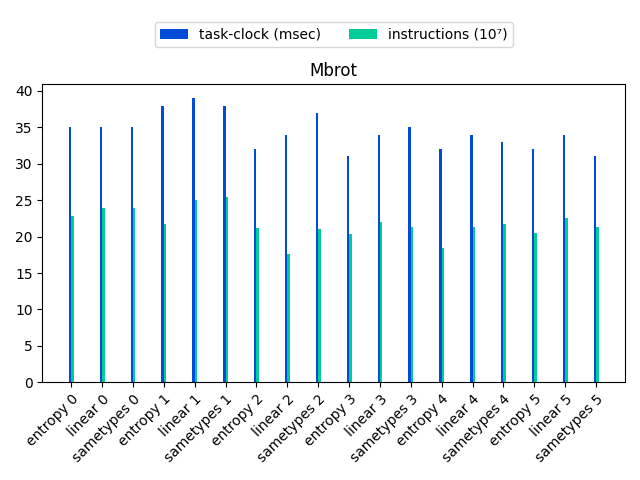 task-clock (msec)
instructions (10⁷)
Mbrot
40
35
30
25
20
15
10
5
0
entropy 0
linear 0
sametypes 0
entropy 1
linear 1
sametypes 1
entropy 2
linear 2
sametypes 2
entropy 3
linear 3
sametypes 3
entropy 4
linear 4
sametypes 4
entropy 5
linear 5
sametypes 5